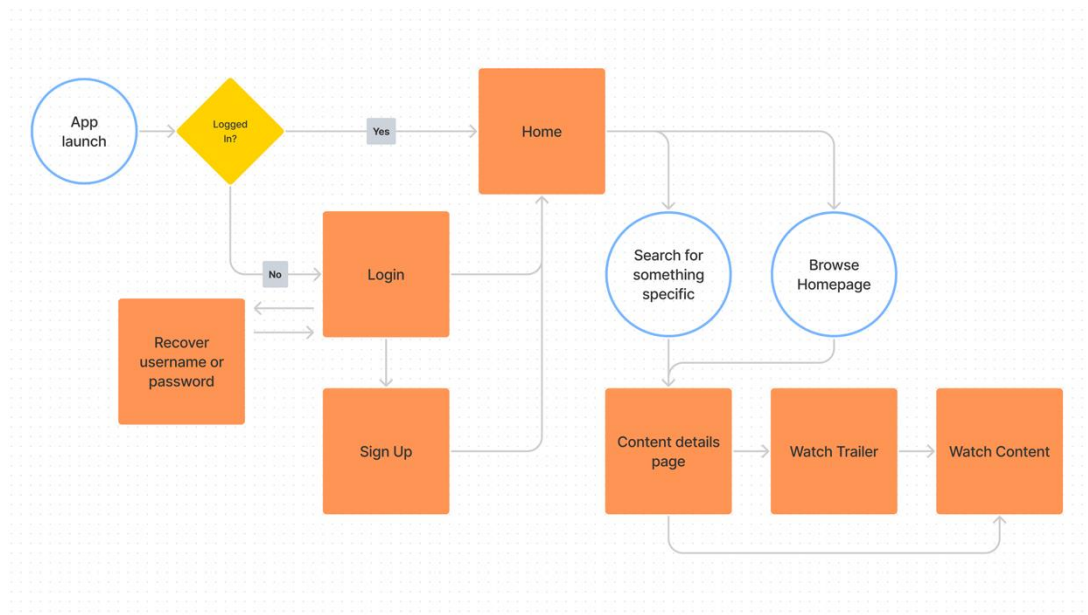 App
launch
Logged
In?
Yes
Home
No
Login
Search for
something
specific
Browse
Homepage
Recover
username or
password
Sign Up
Content details
page
Watch Trailer
Watch Content